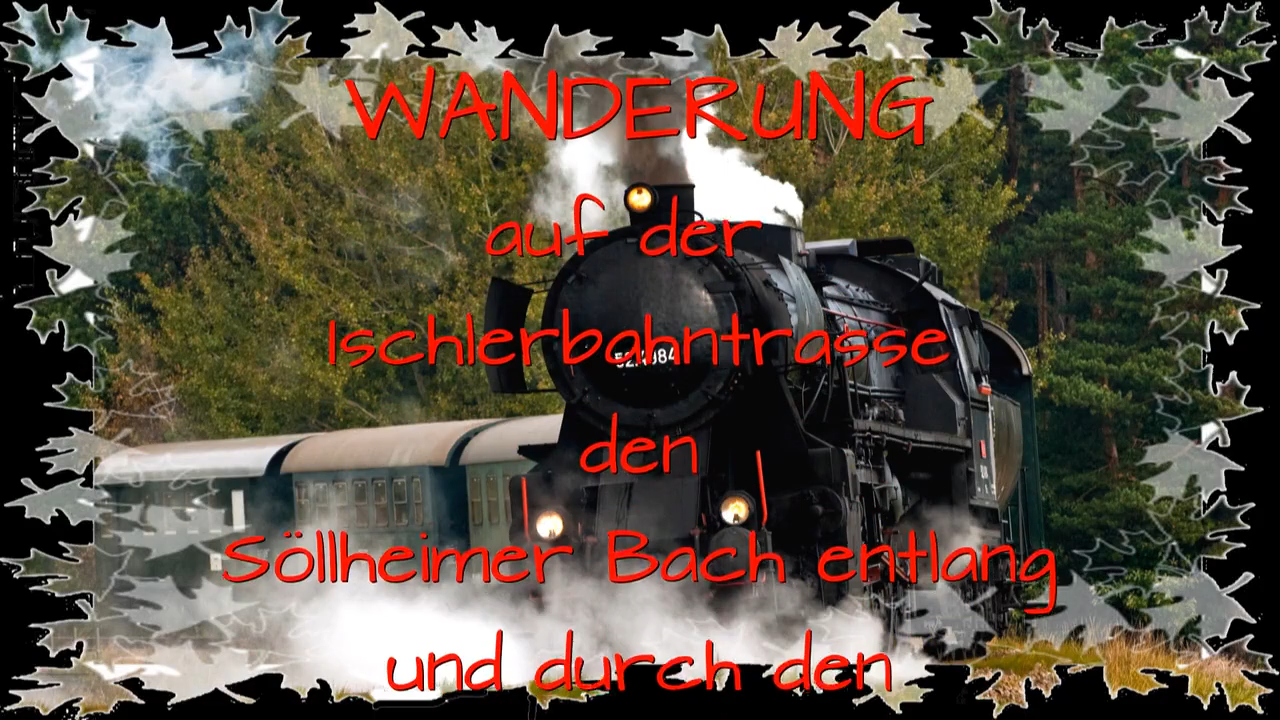 WANDERUNG
auf der
Ischlerbahntrasse
den
Söllheimer Bach entlang
und durch den